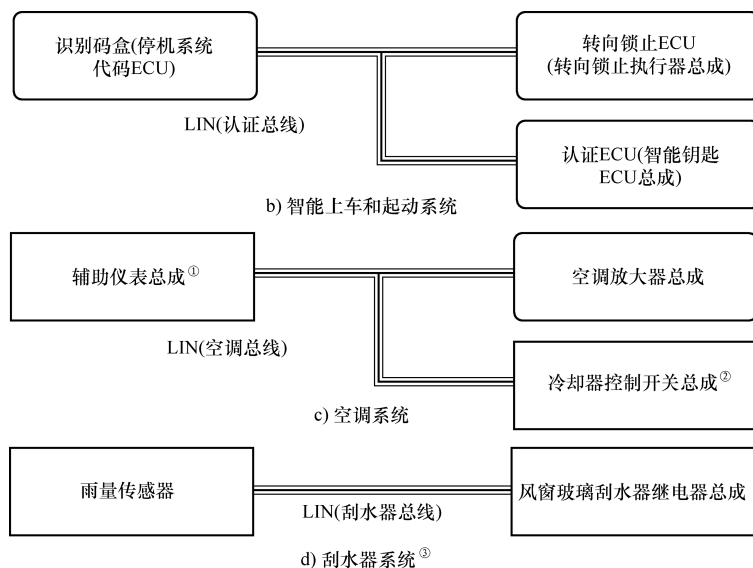 识别码盒(停机系统
代码ECU)
转向锁止ECU
(转向锁止执行器总成)
LIN(认证总线)
认证ECU(智能钥匙
ECU总成)
b) 智能上车和起动系统
辅助仪表总成①
空调放大器总成
LIN(空调总线)
冷却器控制开关总成②
c) 空调系统
雨量传感器
风窗玻璃刮水器继电器总成
LIN(刮水器总线)
d) 刮水器系统③